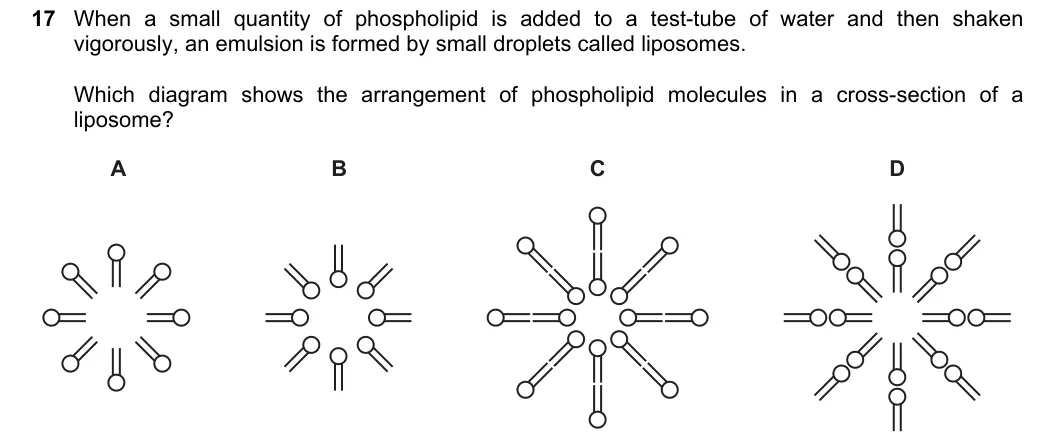 17 When a small quantity of phospholipid is added to a test-tube of water and then shaken
vigorously, an emulsion is formed by small droplets called liposomes.
Which diagram shows the arrangement of phospholipid molecules in a cross-section of a
liposome?
A B C D